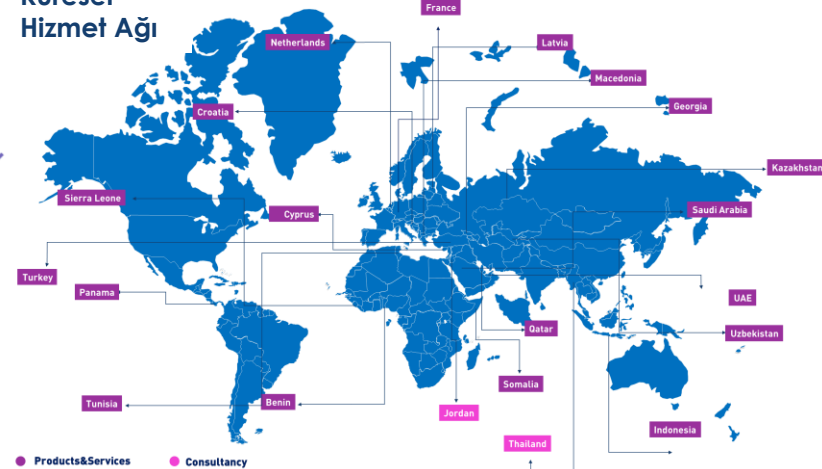 Küresel
Hizmet Ağı
France
Netherlands
Latvia
Macedonia
Croatia
Georgia
Kazakhstan
Sierra Leone
Cyprus
Saudi Arabia
Turkey
Panama
UAE
Qatar
Uzbekistan
Somalia
Tunisia
Benin
Jordan
Indonesia
Thailand
Products&Services
Consultancy